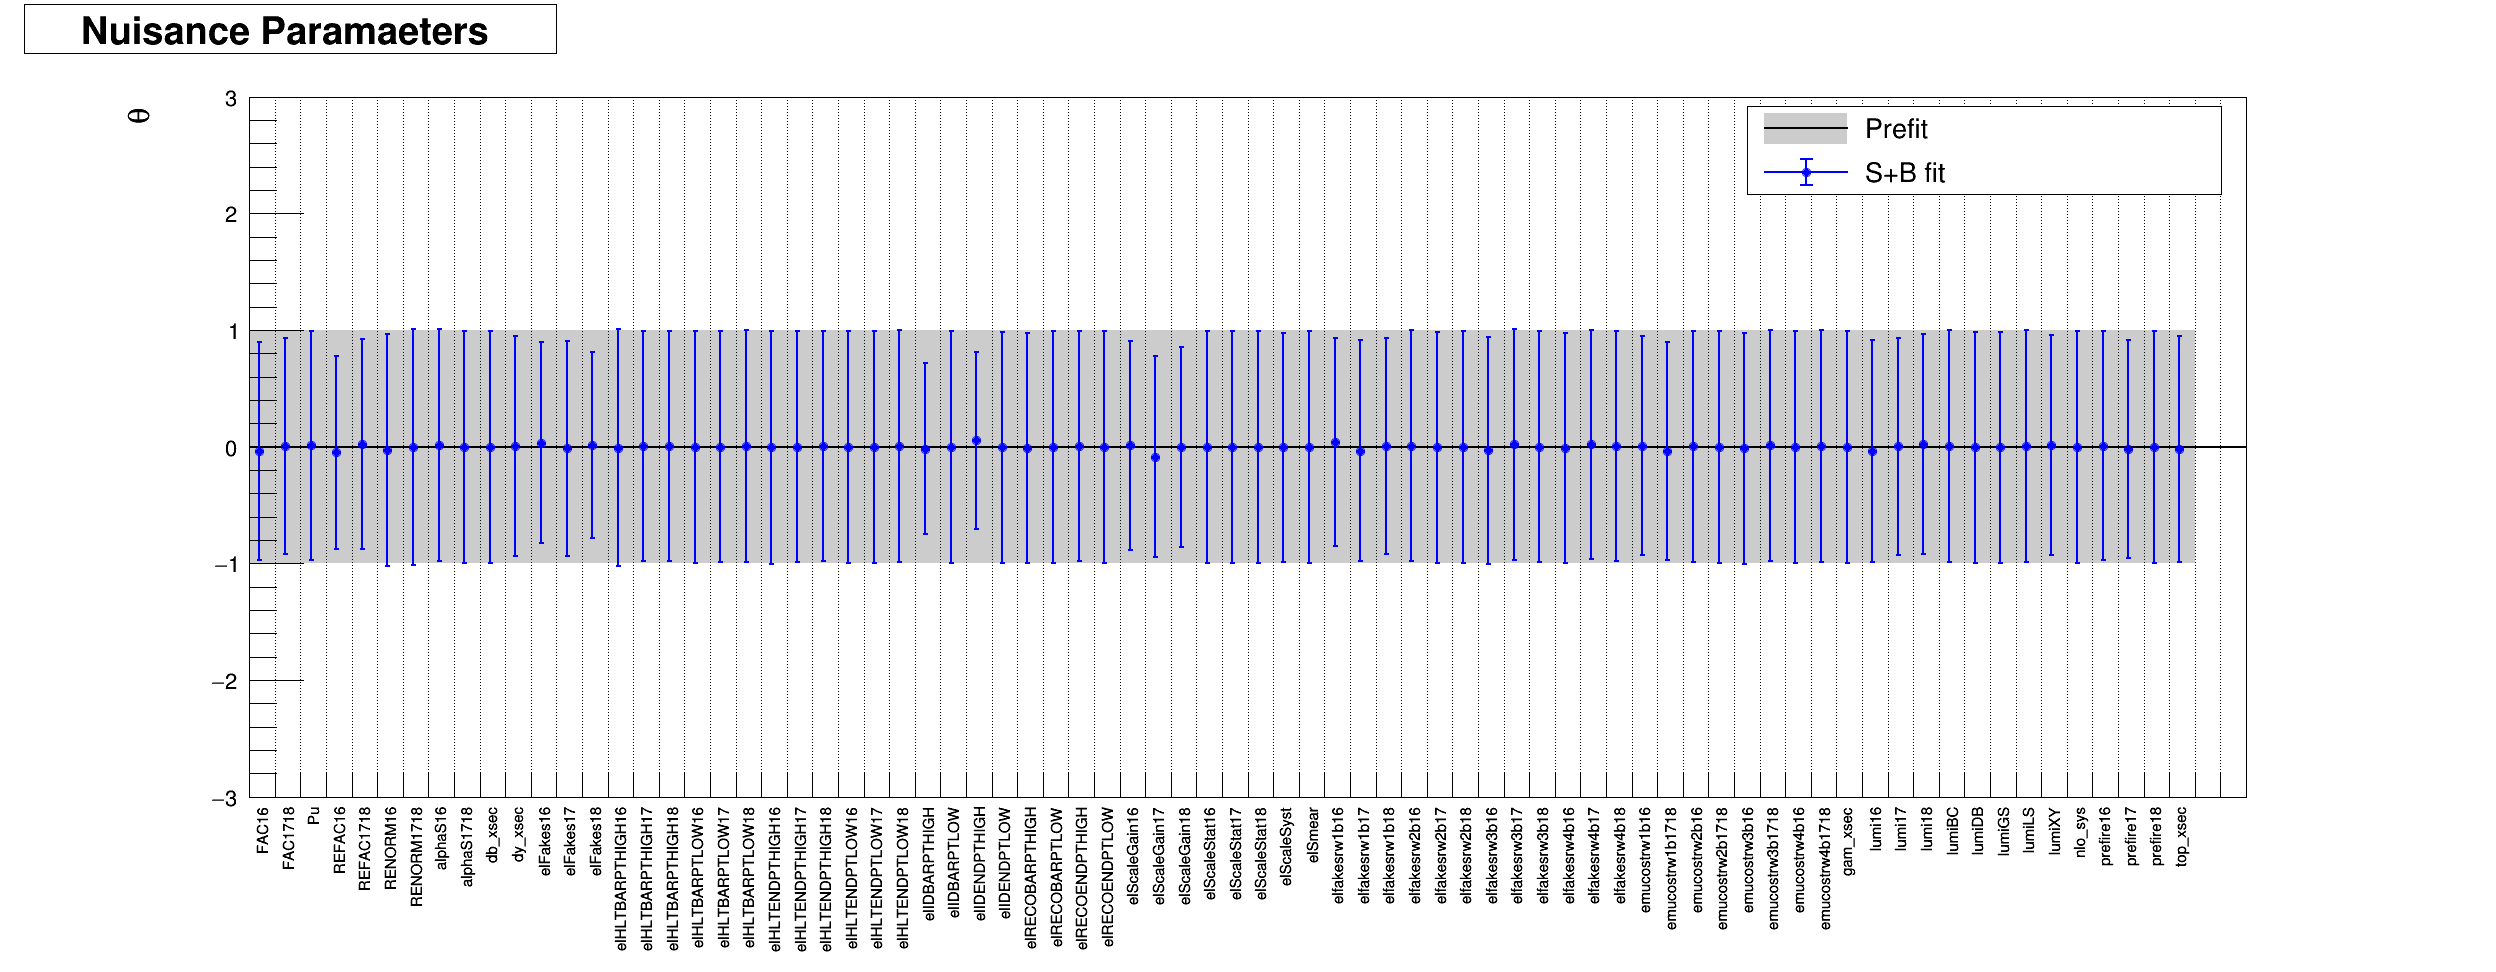 Nuisance Paramaeters
θ
3
2
1
0
−1
−2
−3
Prefit
S+B fit
FAC16
FAC1718
Pu
REFAC16
REFAC1718
RENORM16
RENORM1718
alphaS16
alphaS1718
db_xsec
dy_xsec
elFakes16
elFakes17
elFakes18
elHLTBARPTHIGH16
elHLTBARPTHIGH17
elHLTBARPTHIGH18
elHLTBARPTLOW16
elHLTBARPTLOW17
elHLTBARPTLOW18
elHLTENDPTHIGH16
elHLTENDPTHIGH17
elHLTENDPTHIGH18
elHLTENDPTLOW16
elHLTENDPTLOW17
elHLTENDPTLOW18
elIDBARPTHIGH
elIDBARPTLOW
elIDENDPTHIGH
elIDENDPTLOW
elRECOBARPTHIGH
elRECOBARPTLOW
elRECOENDPTHIGH
elRECOENDPTLOW
elScaleGain16
elScaleGain17
elScaleGain18
elScaleStat16
elScaleStat17
elScaleStat18
elScaleSyst
elSmear
elfakesrw1b16
elfakesrw1b17
elfakesrw1b18
elfakesrw2b16
elfakesrw2b17
elfakesrw2b18
elfakesrw3b16
elfakesrw3b17
elfakesrw3b18
elfakesrw4b16
elfakesrw4b17
elfakesrw4b18
emucostrw1b16
emucostrw1b1718
emucostrw2b16
emucostrw2b1718
emucostrw3b16
emucostrw3b1718
emucostrw4b16
emucostrw4b1718
gam_xsec
lumi16
lumi17
lumi18
lumiBC
lumiDB
lumiGS
lumiLS
lumiXY
nlo_sys
prefire16
prefire17
prefire18
top_xsec